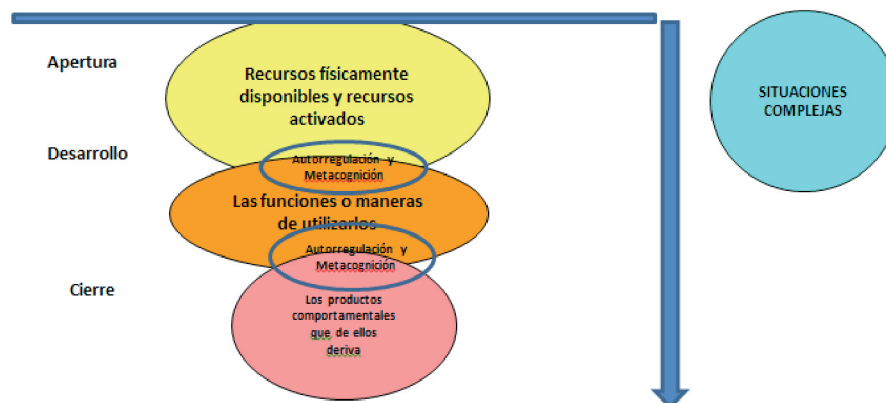 Apertura
Recursos físicamente
disponibles y recursos
activados
SITUACIONES
COMPLEJAS
Desarrollo
Autorregulación y
Metacognición
Las funciones o maneras
de utilizarlos
Autorregulación y
Metacognición
Cierre
Los productos
comportamentales
que de ellos
deriva